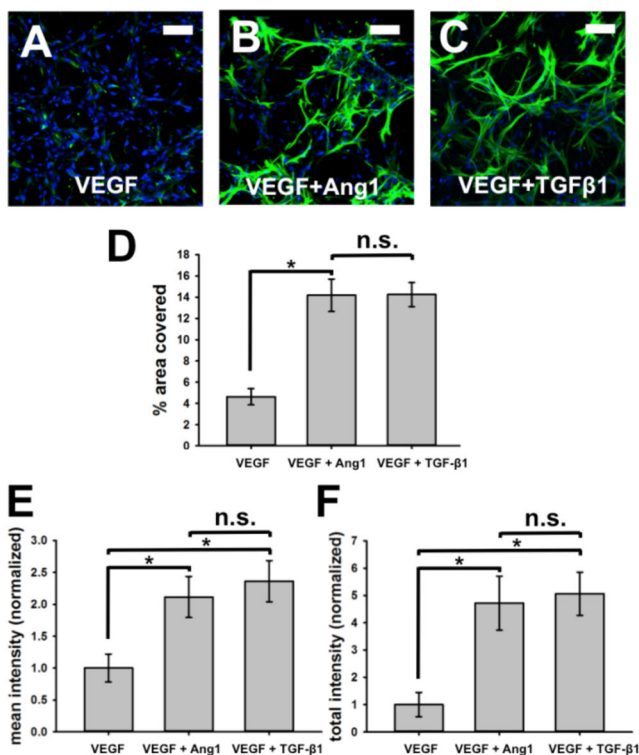 A
B
C
VEGF
VEGF+Ang1
VEGF+TGFβ1
D
n.s.
*
% area covered
18
16
14
12
10
8
6
4
2
0
VEGF
VEGF + Ang1
VEGF + TGF-β1
E
n.s.
*
*
mean intensity (normalized)
3.0
2.5
2.0
1.5
1.0
0.5
0.0
VEGF
VEGF + Ang1
VEGF + TGF-β1
F
n.s.
*
*
total intensity (normalized)
7
6
5
4
3
2
1
0
VEGF
VEGF + Ang1
VEGF + TGF-β1